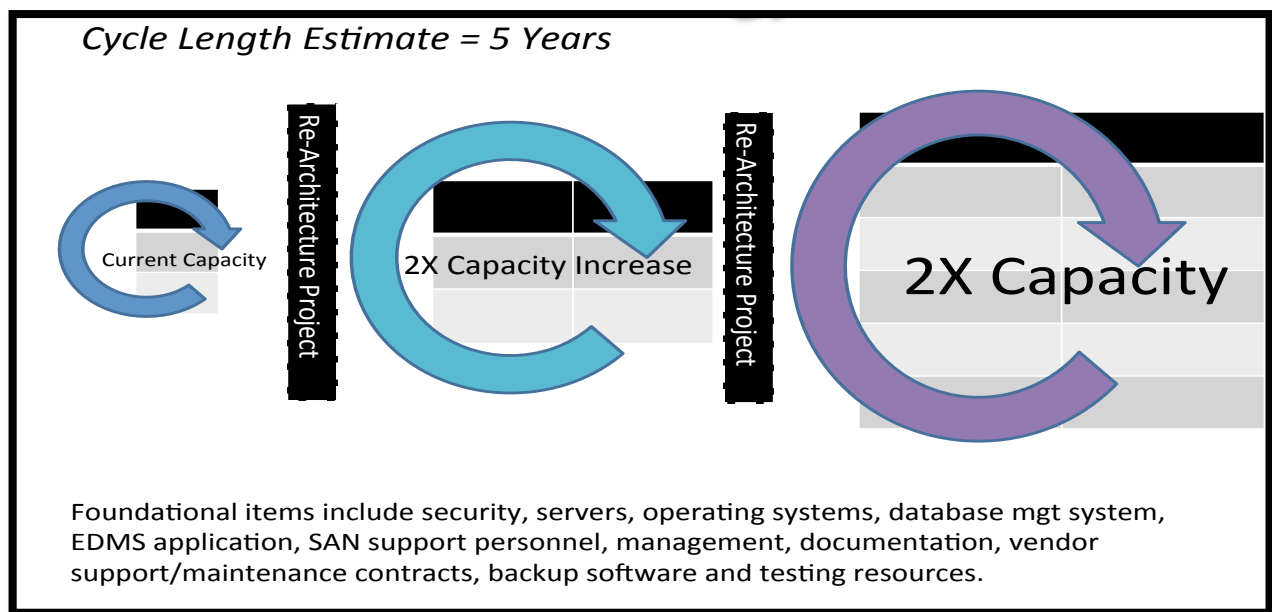 Cycle Length Estimate = 5 Years
Re-Architecture Project
Re-Architecture Project
Current Capacity
2X Capacity Increase
2X Capacity
Foundational items include security, servers, operating systems, database mgt system,
EDMS application, SAN support personnel, management, documentation, vendor
support/maintenance contracts, backup software and testing resources.